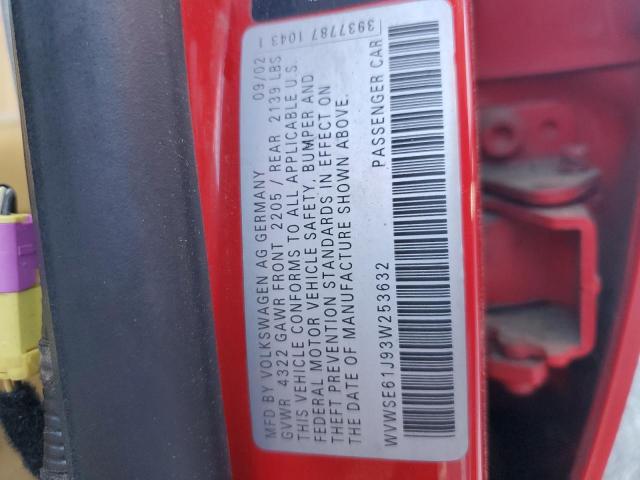 MFD BY VOLKSWAGEN AG GERMANY 09/02
GVWR 4322 GAWR FRONT 2205 / REAR 2139 LBS
THIS VEHICLE CONFORMS TO ALL APPLICABLE U.S.
FEDERAL MOTOR VEHICLE SAFETY, BUMPER AND
THEFT PREVENTION STANDARDS IN EFFECT ON
THE DATE OF MANUFACTURE SHOWN ABOVE.
WVWSE61J93W253632 PASSENGER CAR
3937787 1043 1